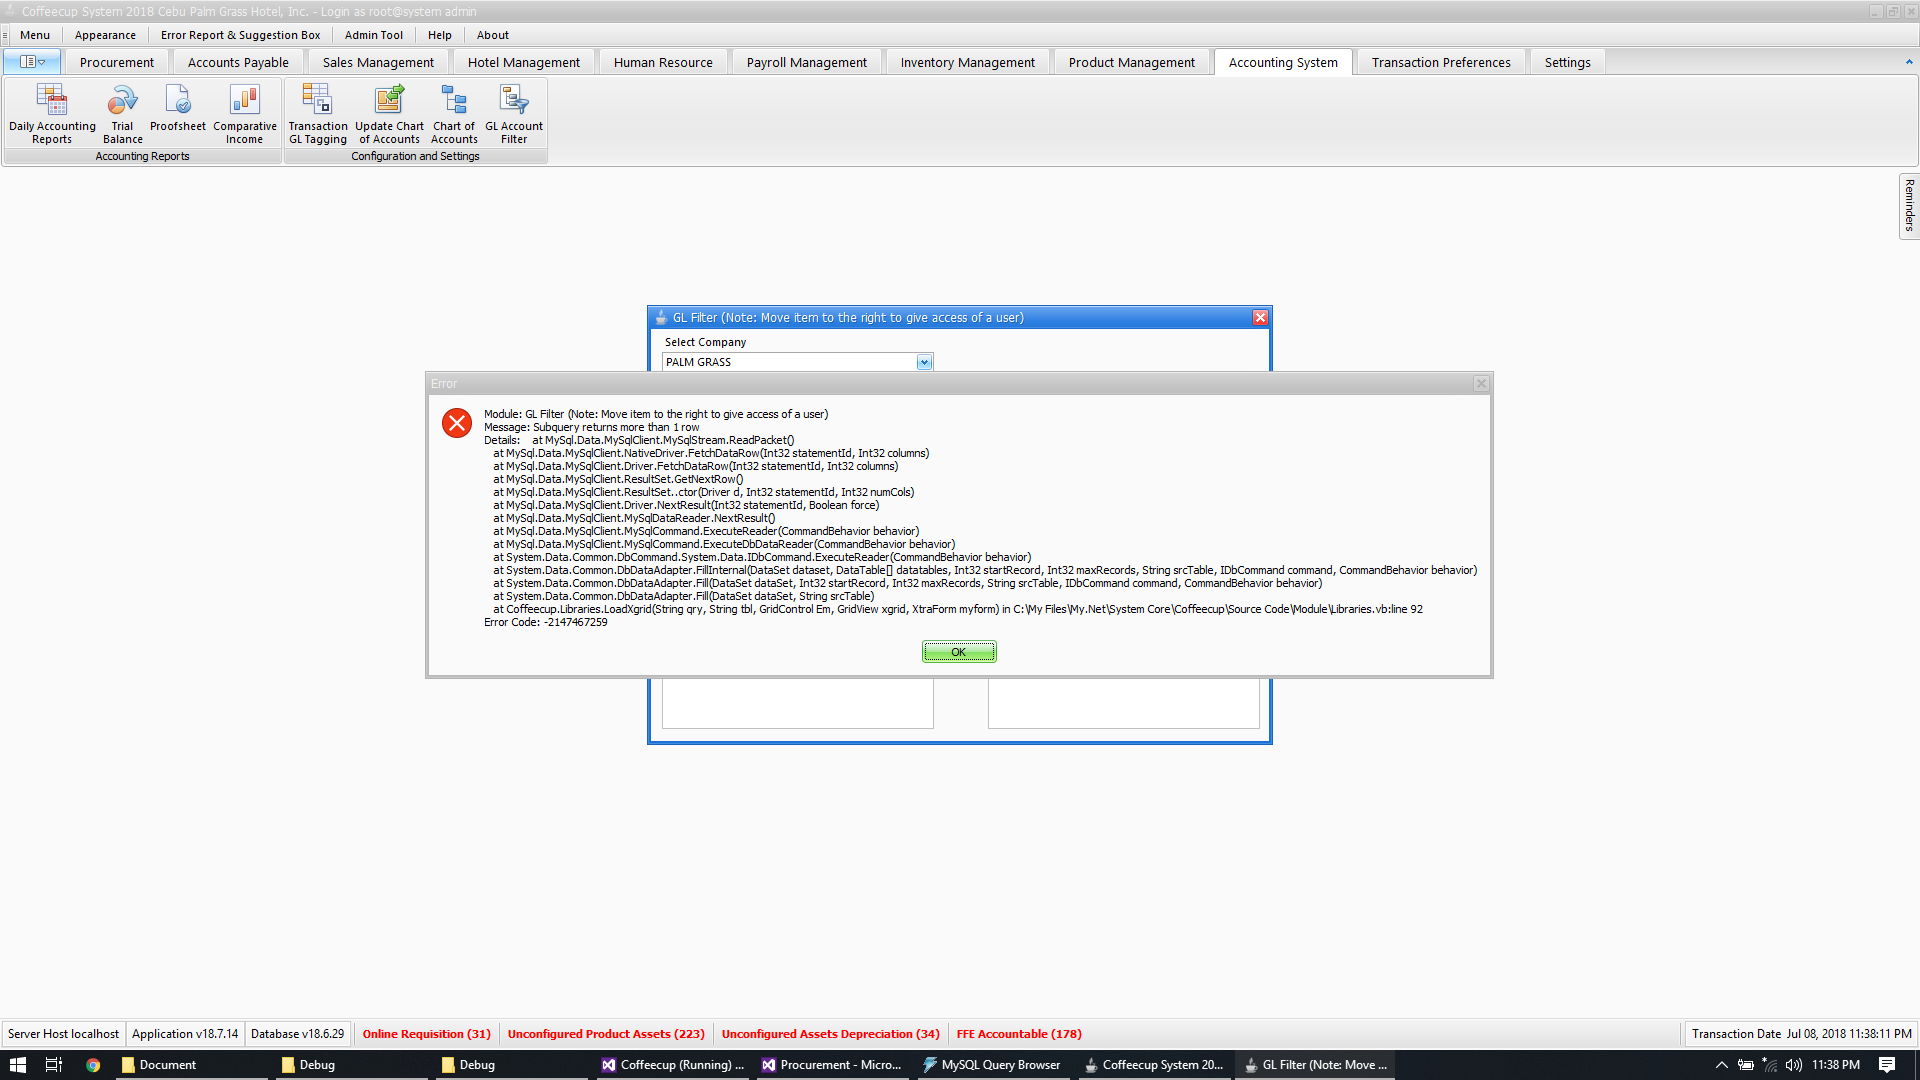 Coffeecup System 2018 Cebu Palm Grass Hotel, Inc. - Login as root@system admin
Menu Appearance Error Report & Suggestion Box Admin Tool Help About
Procurement Accounts Payable Sales Management Hotel Management Human Resource Payroll Management Inventory Management Product Management Accounting System Transaction Preferences Settings
Daily Accounting Reports
Trial Balance
Proofsheet
Comparative Income
Transaction GL Tagging
Update Chart of Accounts
Chart of Accounts
GL Account Filter
Accounting Reports
Configuration and Settings
Reminders
GL Filter (Note: Move item to the right to give access of a user)
Select Company
PALM GRASS
Error
Module: GL Filter (Note: Move item to the right to give access of a user)
Message: Subquery returns more than 1 row
Details:    at MySql.Data.MySqlClient.MySqlStream.ReadPacket()
at MySql.Data.MySqlClient.NativeDriver.FetchDataRow(Int32 statementId, Int32 columns)
at MySql.Data.MySqlClient.Driver.FetchDataRow(Int32 statementId, Int32 columns)
at MySql.Data.MySqlClient.ResultSet.GetNextRow()
at MySql.Data.MySqlClient.ResultSet..ctor(Driver d, Int32 statementId, Int32 numCols)
at MySql.Data.MySqlClient.Driver.NextResult(Int32 statementId, Boolean force)
at MySql.Data.MySqlClient.MySqlDataReader.NextResult()
at MySql.Data.MySqlClient.MySqlCommand.ExecuteReader(CommandBehavior behavior)
at MySql.Data.MySqlClient.MySqlCommand.ExecuteDbDataReader(CommandBehavior behavior)
at System.Data.Common.DbCommand.System.Data.IDbCommand.ExecuteReader(CommandBehavior behavior)
at System.Data.Common.DbDataAdapter.FillInternal(DataSet dataset, DataTable[] datatables, Int32 startRecord, Int32 maxRecords, String srcTable, IDbCommand command, CommandBehavior behavior)
at System.Data.Common.DbDataAdapter.Fill(DataSet dataSet, Int32 startRecord, Int32 maxRecords, String srcTable, IDbCommand command, CommandBehavior behavior)
at System.Data.Common.DbDataAdapter.Fill(DataSet dataSet, String srcTable)
at Coffeecup.Libraries.LoadXgrid(String qry, String tbl, GridControl Em, GridView xgrid, XtraForm myform) in C:\My Files\My.Net\System Core\Coffeecup\Source Code\Module\Libraries.vb:line 92
Error Code: -2147467259
OK
Server Host localhost Application v18.7.14 Database v18.6.29 Online Requisition (31) Unconfigured Product Assets (223) Unconfigured Assets Depreciation (34) FFE Accountable (178) Transaction Date Jul 08, 2018 11:38:11 PM
Document Debug Debug Coffeecup (Running) ... Procurement - Micro... MySQL Query Browser Coffeecup System 20... GL Filter (Note: Move ... 11:38 PM